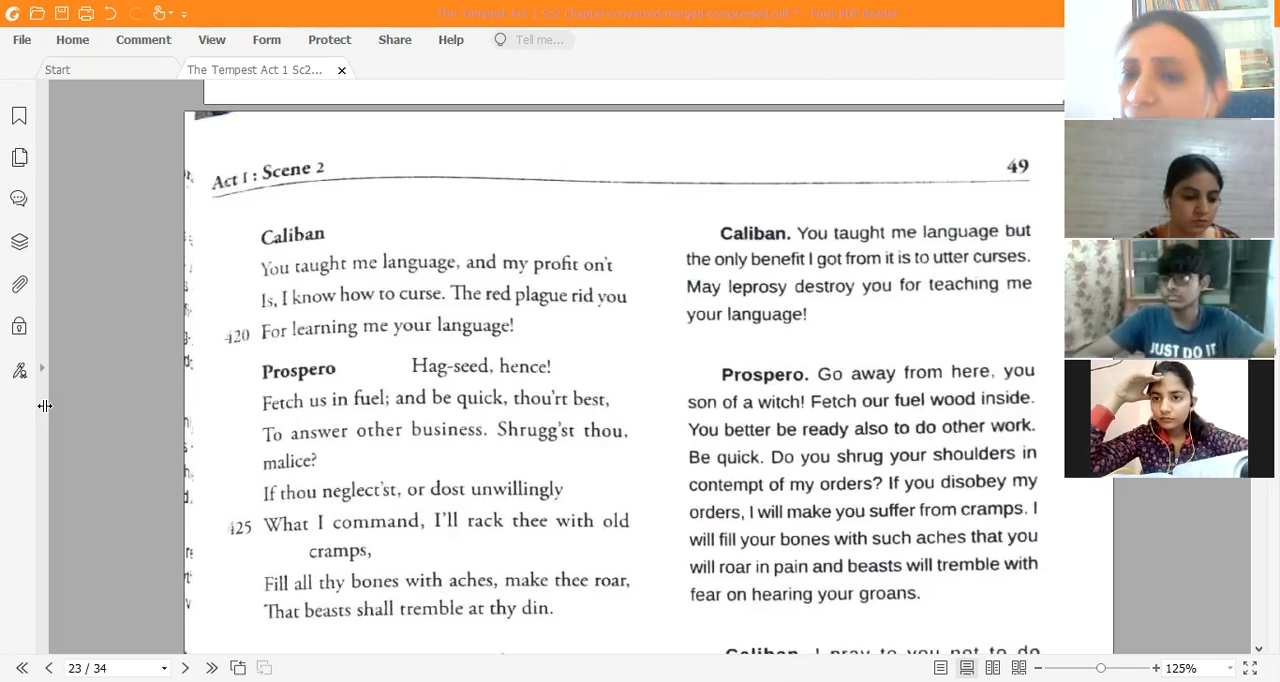 The Tempest Act 1 Sc2 Chapter-converted-merged-compressed.pdf * - Foxit PDF Reader
File Home Comment View Form Protect Share Help Tell me...
Start The Tempest Act 1 Sc2...
Act I : Scene 2 49
Caliban
You taught me language, and my profit on't
Is, I know how to curse. The red plague rid you
420 For learning me your language!
Prospero Hag-seed, hence!
Fetch us in fuel; and be quick, thou'rt best,
To answer other business. Shrugg'st thou,
malice?
If thou neglect'st, or dost unwillingly
425 What I command, I'll rack thee with old
cramps,
Fill all thy bones with aches, make thee roar,
That beasts shall tremble at thy din.
Caliban. You taught me language but
the only benefit I got from it is to utter curses.
May leprosy destroy you for teaching me
your language!
Prospero. Go away from here, you
son of a witch! Fetch our fuel wood inside.
You better be ready also to do other work.
Be quick. Do you shrug your shoulders in
contempt of my orders? If you disobey my
orders, I will make you suffer from cramps. I
will fill your bones with such aches that you
will roar in pain and beasts will tremble with
fear on hearing your groans.
Caliban. I pray to you not to do
JUST DO IT
23 / 34 125%